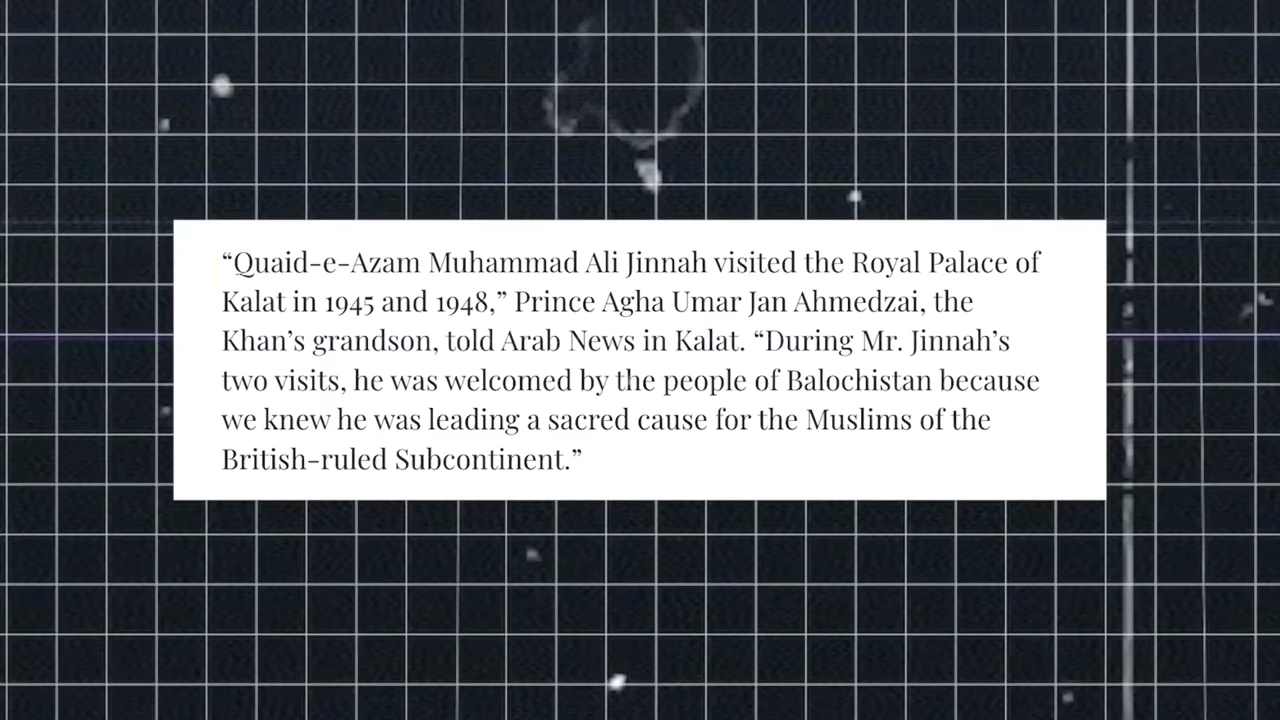 “Quaid-e-Azam Muhammad Ali Jinnah visited the Royal Palace of
Kalat in 1945 and 1948,” Prince Agha Umar Jan Ahmedzai, the
Khan’s grandson, told Arab News in Kalat. “During Mr. Jinnah’s
two visits, he was welcomed by the people of Balochistan because
we knew he was leading a sacred cause for the Muslims of the
British-ruled Subcontinent.”